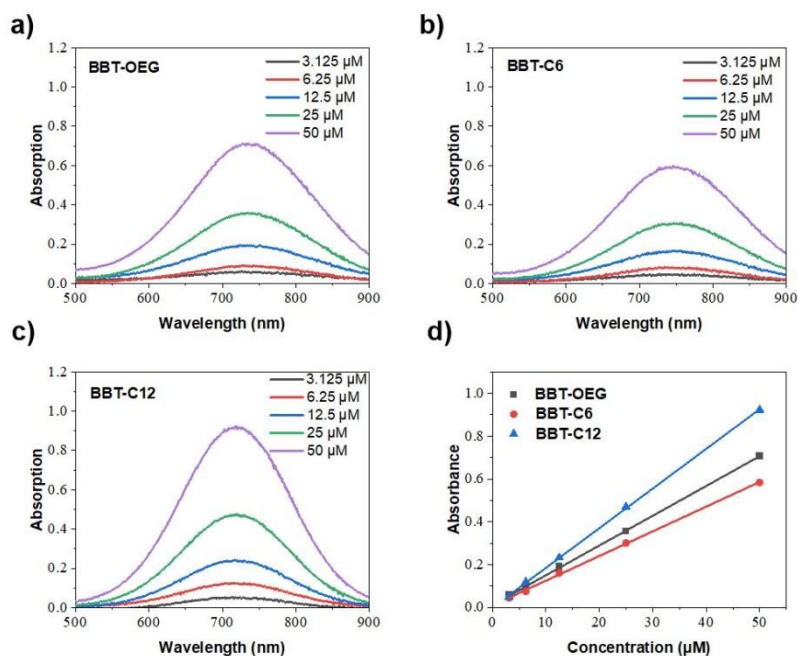 a)
BBT-OEG
3.125 µM
6.25 µM
12.5 µM
25 µM
50 µM
Absorption
1.2
1.0
0.8
0.6
0.4
0.2
0.0
500 600 700 800 900
Wavelength (nm)
b)
BBT-C6
3.125 µM
6.25 µM
12.5 µM
25 µM
50 µM
Absorption
1.2
1.0
0.8
0.6
0.4
0.2
0.0
500 600 700 800 900
Wavelength (nm)
c)
BBT-C12
3.125 µM
6.25 µM
12.5 µM
25 µM
50 µM
Absorption
1.2
1.0
0.8
0.6
0.4
0.2
0.0
500 600 700 800 900
Wavelength (nm)
d)
BBT-OEG
BBT-C6
BBT-C12
Absorbance
1.0
0.8
0.6
0.4
0.2
0.0
0 10 20 30 40 50
Concentration (µM)